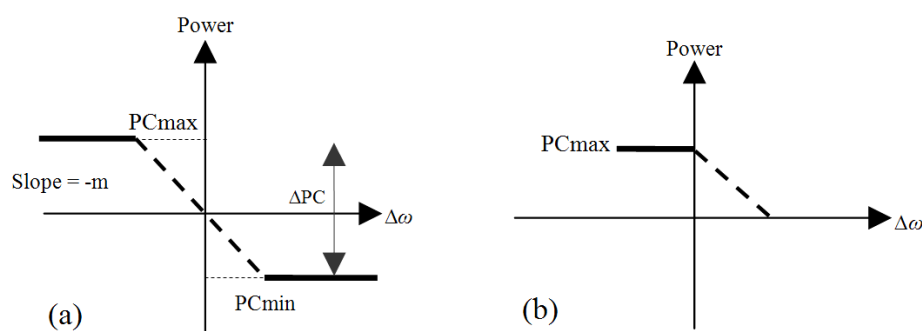 Power
PCmax
Slope = -m
ΔPC
Δω
PCmin
(a)
Power
PCmax
Δω
(b)